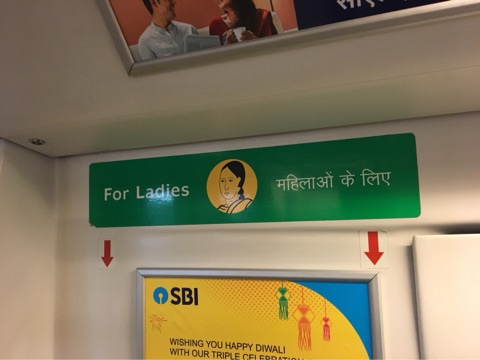 For Ladies
महिलाओं के लिए
SBI
WISHING YOU HAPPY DIWALI
WITH OUR TRIPLE CELEBRATION